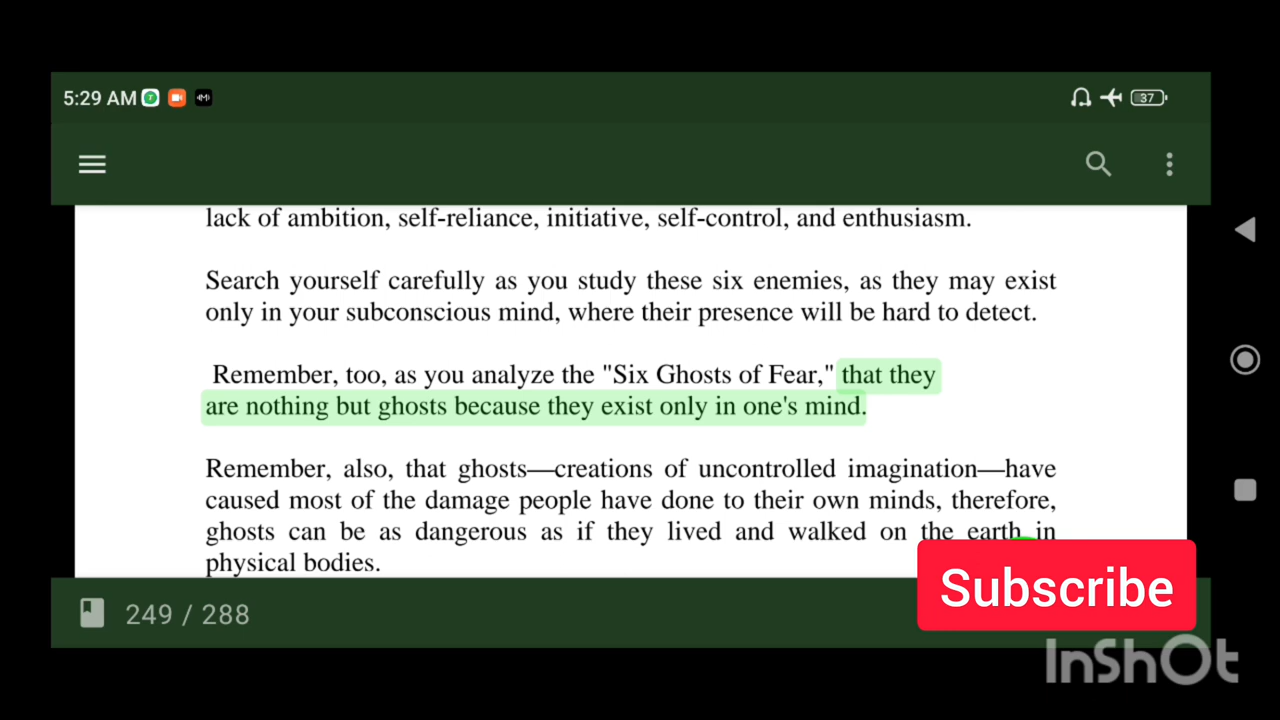 5:29 AM
37
lack of ambition, self-reliance, initiative, self-control, and enthusiasm.
Search yourself carefully as you study these six enemies, as they may exist
only in your subconscious mind, where their presence will be hard to detect.
Remember, too, as you analyze the "Six Ghosts of Fear," that they
are nothing but ghosts because they exist only in one's mind.
Remember, also, that ghosts—creations of uncontrolled imagination—have
caused most of the damage people have done to their own minds, therefore,
ghosts can be as dangerous as if they lived and walked on the earth in
physical bodies.
Subscribe
249 / 288
InShOt